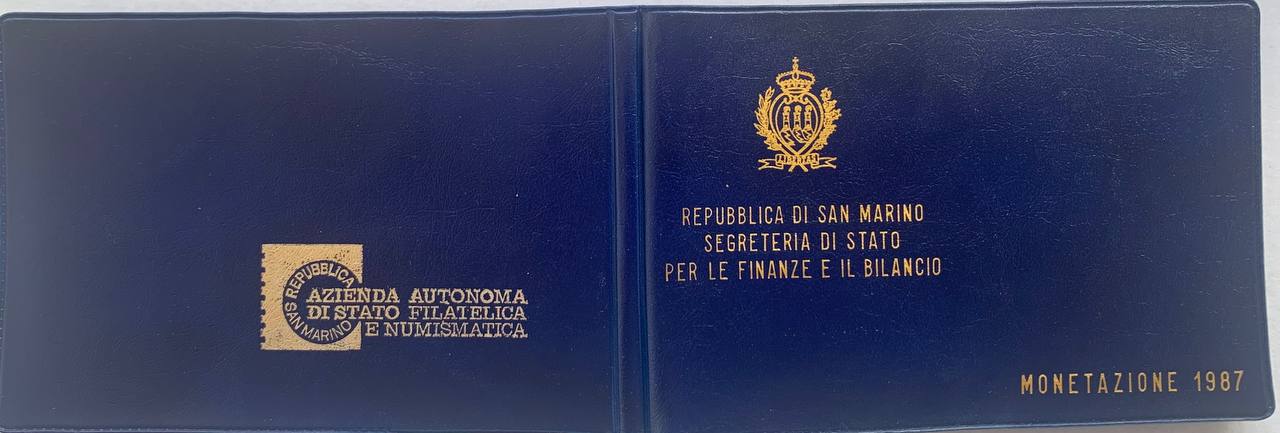 REPUBBLICA
SAN MARINO
AZIENDA AUTONOMA
DI STATO FILATELICA
E NUMISMATICA
LIBERTAS
REPUBBLICA DI SAN MARINO
SEGRETERIA DI STATO
PER LE FINANZE E IL BILANCIO
MONETAZIONE 1987